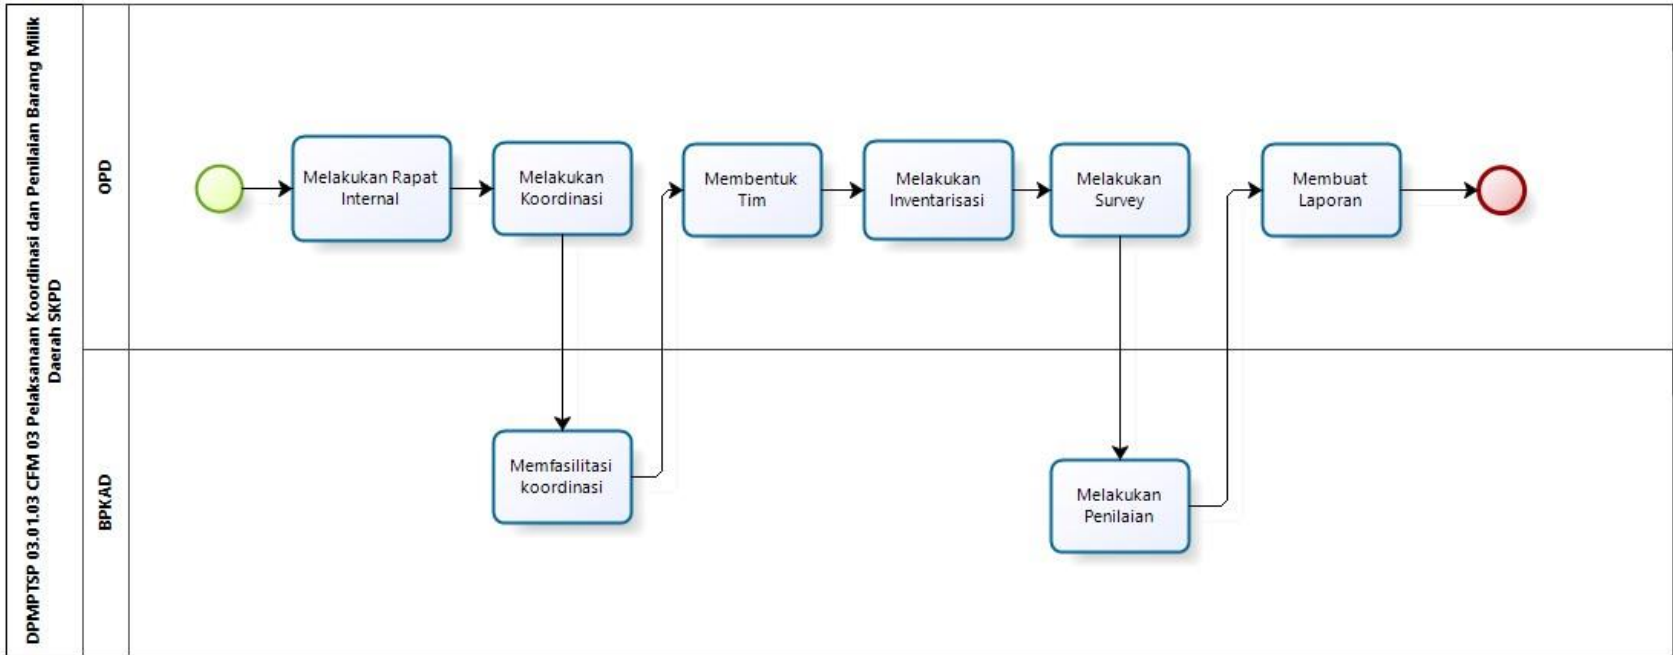 DPMPTSP 03.01.03 CFM 03 Pelaksanaan Koordinasi dan Penilaian Barang Milik
Daerah SKPD
OPD
Melakukan Rapat
Internal
Melakukan
Koordinasi
Membentuk
Tim
Melakukan
Inventarisasi
Melakukan
Survey
Membuat
Laporan
BPKAD
Memfasilitasi
koordinasi
Melakukan
Penilaian